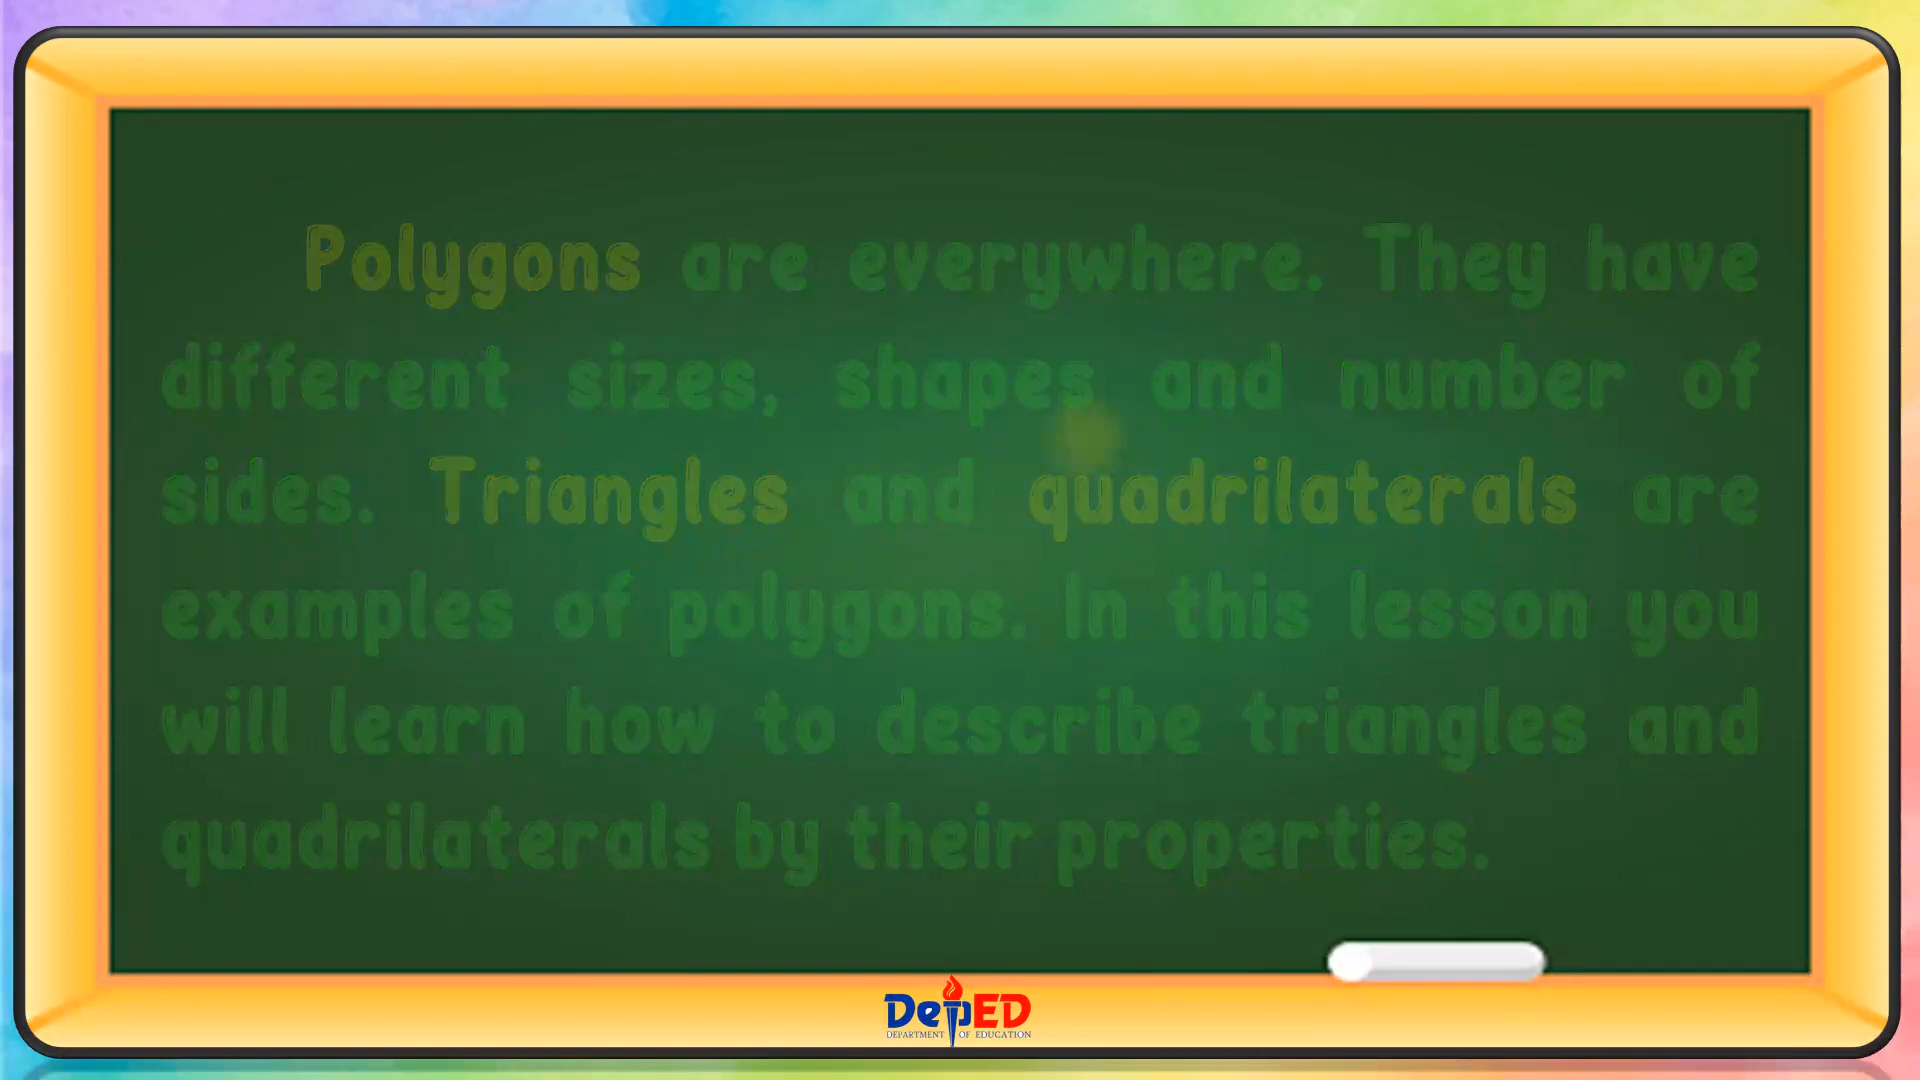 Polygons are everywhere. They have
different sizes, shapes and number of
sides. Triangles and quadrilaterals are
examples of polygons. In this lesson you
will learn how to describe triangles and
quadrilaterals by their properties.
DepED
DEPARTMENT OF EDUCATION